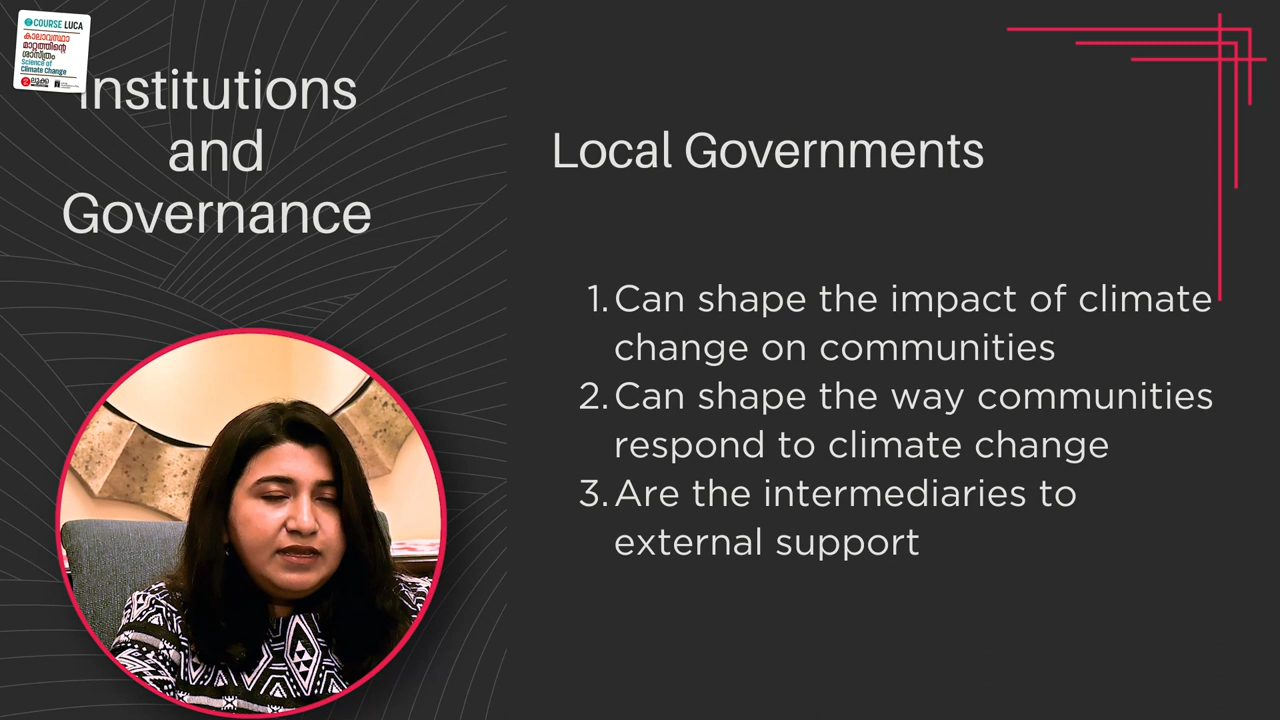 COURSE LUCA
കാലാവസ്ഥാ
മാറ്റത്തിന്റെ
ശാസ്ത്രം
Science of
Climate Change
ലൂക്ക
Institutions
and
Governance
Local Governments
1. Can shape the impact of climate
change on communities
2. Can shape the way communities
respond to climate change
3. Are the intermediaries to
external support